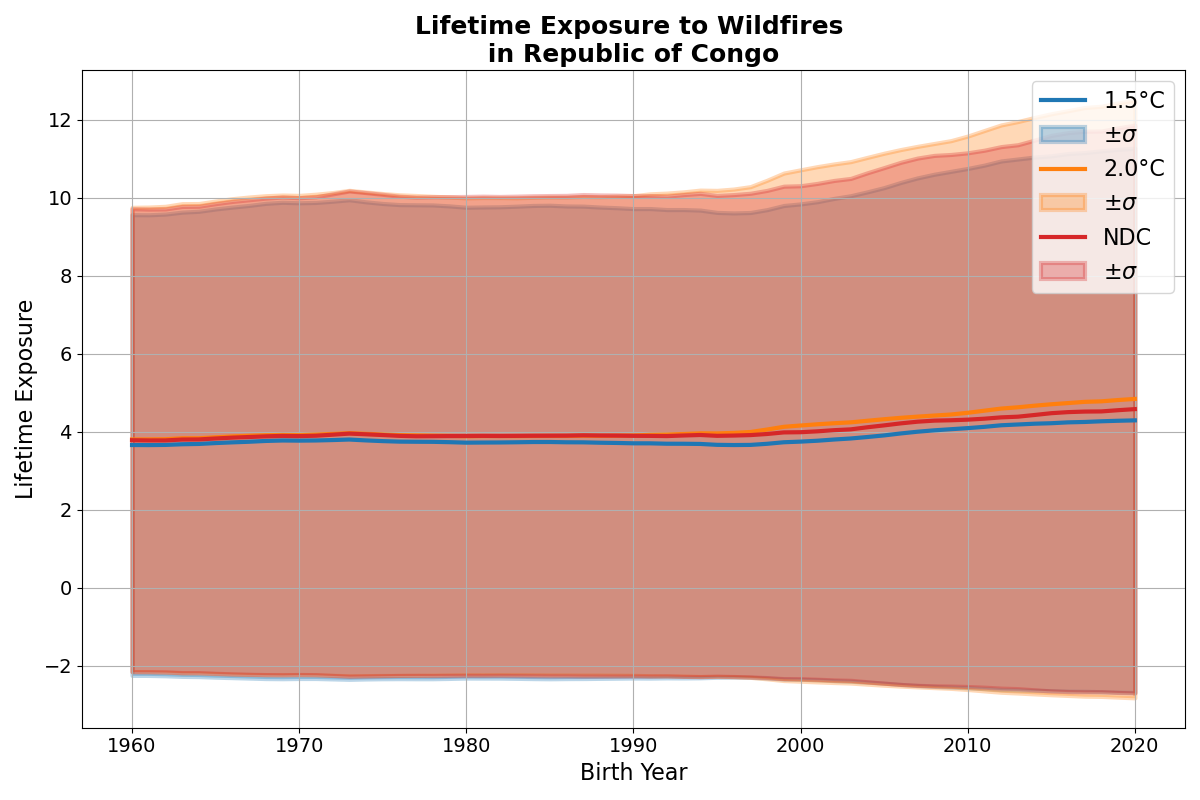 Lifetime Exposure to Wildfires
in Republic of Congo
Lifetime Exposure
12
10
8
6
4
2
0
−2
1960
1970
1980
1990
2000
2010
2020
Birth Year
1.5°C
±σ
2.0°C
±σ
NDC
±σ